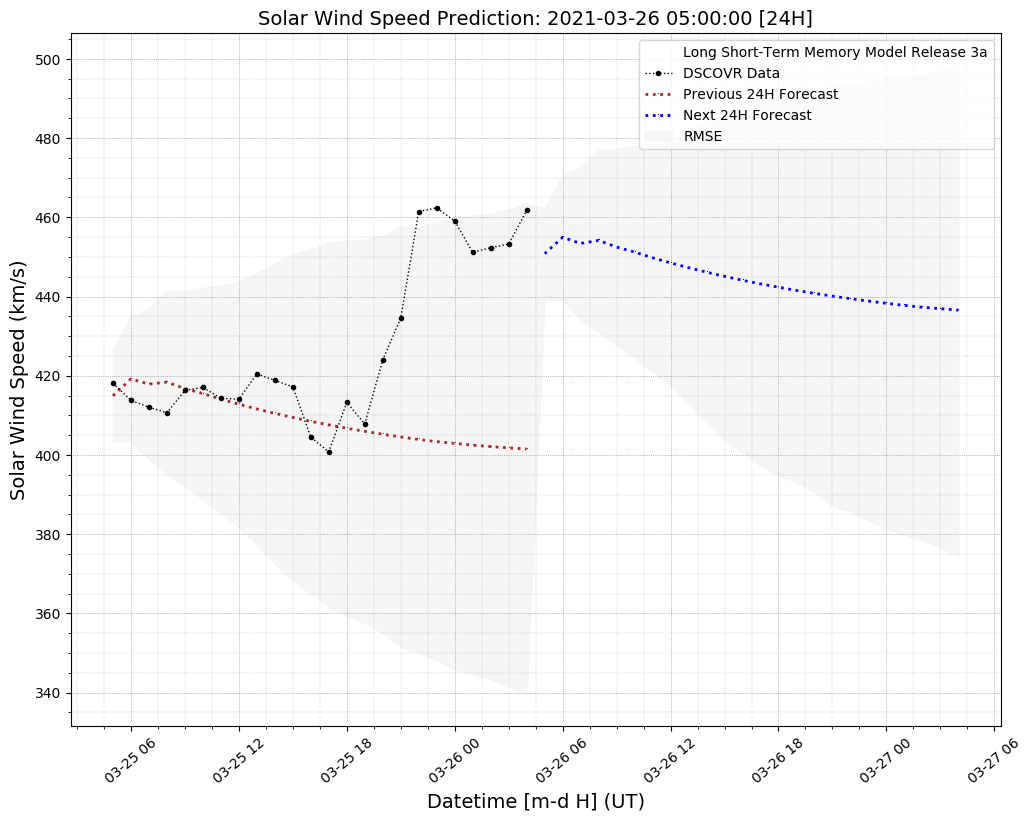 Solar Wind Speed Prediction: 2021-03-26 05:00:00 [24H]
Long Short-Term Memory Model Release 3a
DSCOVR Data
Previous 24H Forecast
Next 24H Forecast
RMSE
Solar Wind Speed (km/s)
500
480
460
440
420
400
380
360
340
03-25 06
03-25 12
03-25 18
03-26 00
03-26 06
03-26 12
03-26 18
03-27 00
03-27 06
Datetime [m-d H] (UT)